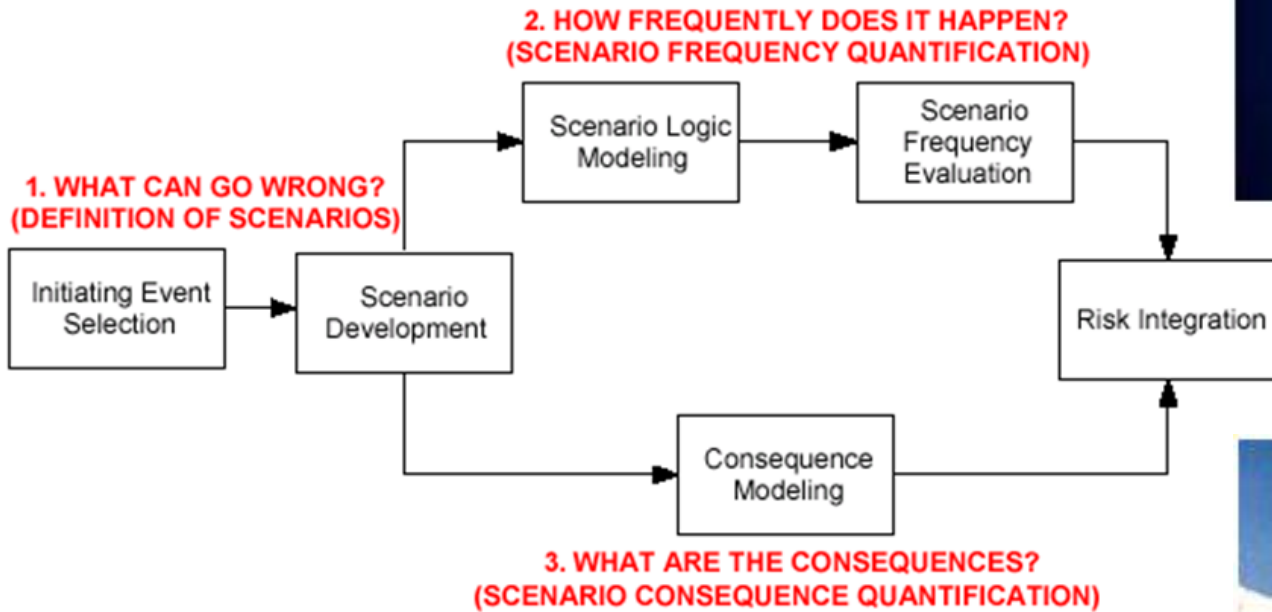 2. HOW FREQUENTLY DOES IT HAPPEN?
(SCENARIO FREQUENCY QUANTIFICATION)
Scenario Logic
Modeling
Scenario
Frequency
Evaluation
1. WHAT CAN GO WRONG?
(DEFINITION OF SCENARIOS)
Initiating Event
Selection
Scenario
Development
Risk Integration
Consequence
Modeling
3. WHAT ARE THE CONSEQUENCES?
(SCENARIO CONSEQUENCE QUANTIFICATION)